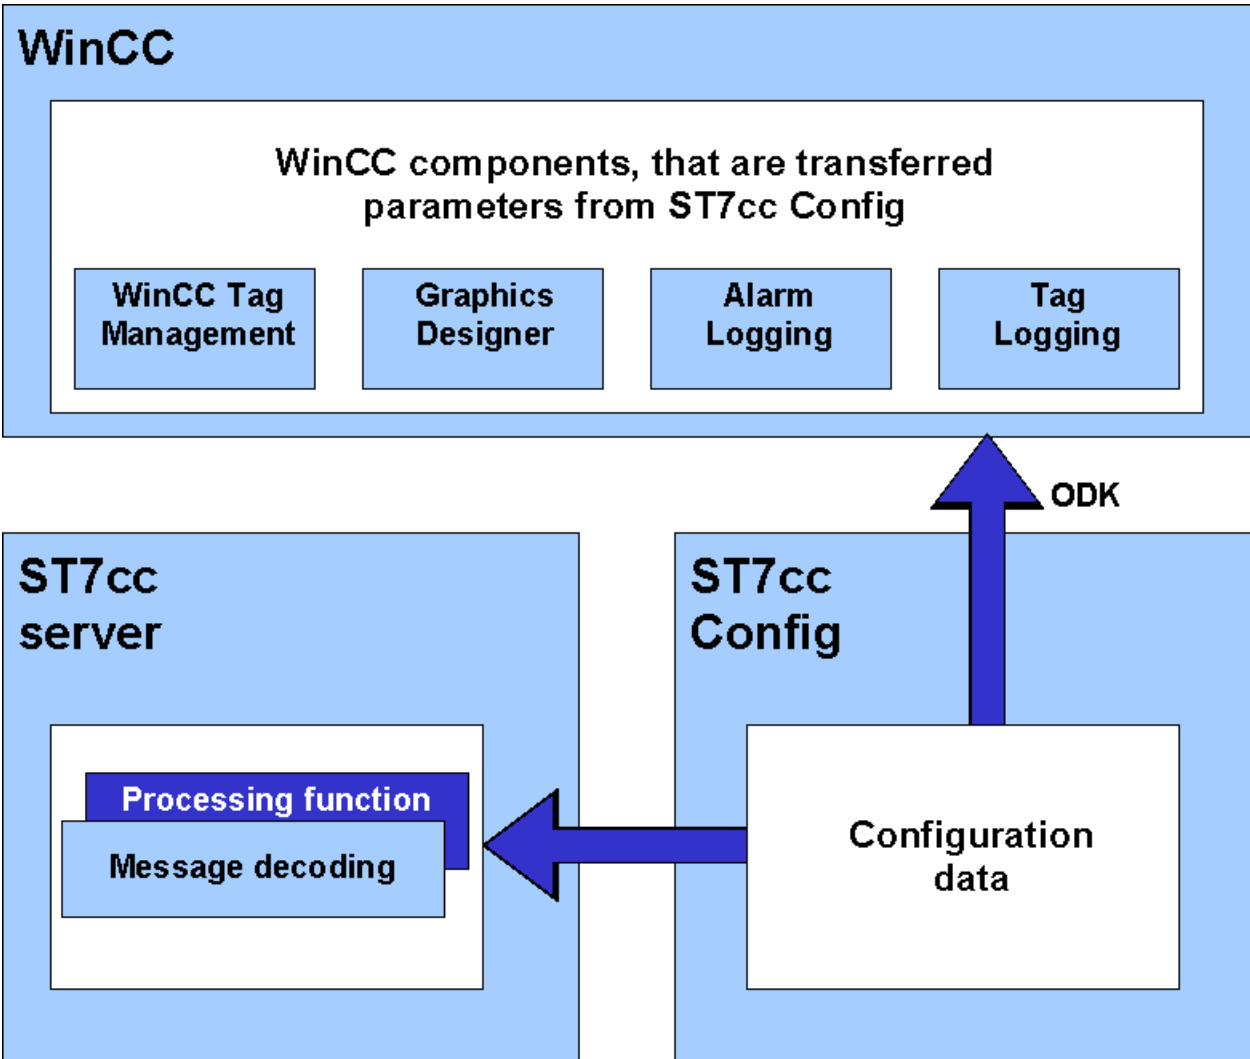 WinCC
WinCC components, that are transferred
parameters from ST7cc Config
WinCC Tag
Management
Graphics
Designer
Alarm
Logging
Tag
Logging
ODK
ST7cc
server
Processing function
Message decoding
ST7cc
Config
Configuration
data